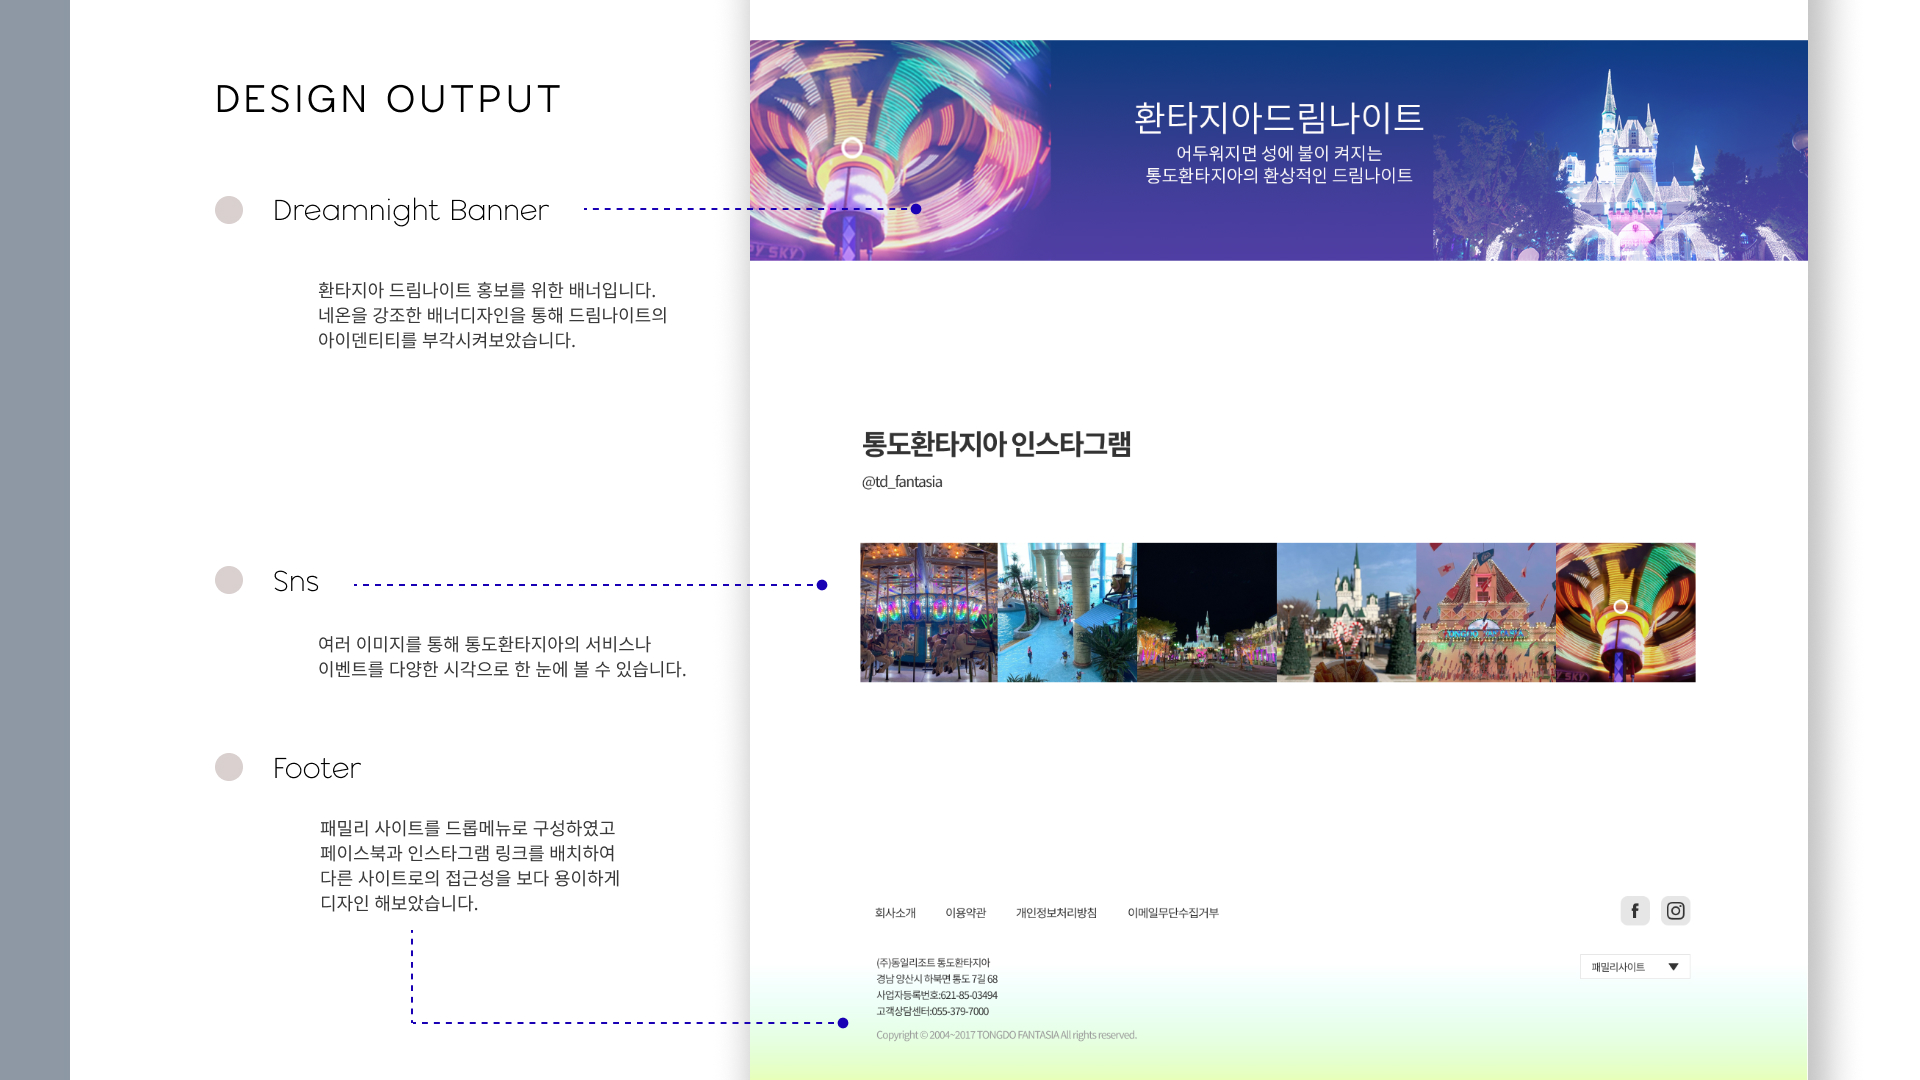 DESIGN OUTPUT
Dreamnight Banner
환타지아 드림나이트 홍보를 위한 배너입니다.
네온을 강조한 배너디자인을 통해 드림나이트의
아이덴티티를 부각시켜보았습니다.
Sns
여러 이미지를 통해 통도환타지아의 서비스나
이벤트를 다양한 시각으로 한 눈에 볼 수 있습니다.
Footer
패밀리 사이트를 드롭메뉴로 구성하였고
페이스북과 인스타그램 링크를 배치하여
다른 사이트로의 접근성을 보다 용이하게
디자인 해보았습니다.
환타지아드림나이트
어두워지면 성에 불이 켜지는
통도환타지아의 환상적인 드림나이트
PY SKY
통도환타지아 인스타그램
@td_fantasia
PY SKY
회사소개 이용약관 개인정보처리방침 이메일무단수집거부
패밀리사이트
(주)동일리조트 통도환타지아
경남 양산시 하북면 통도 7길 68
사업자등록번호:621-85-03494
고객상담센터:055-379-7000
Copyright © 2004~2017 TONGDO FANTASIA All rights reserved.